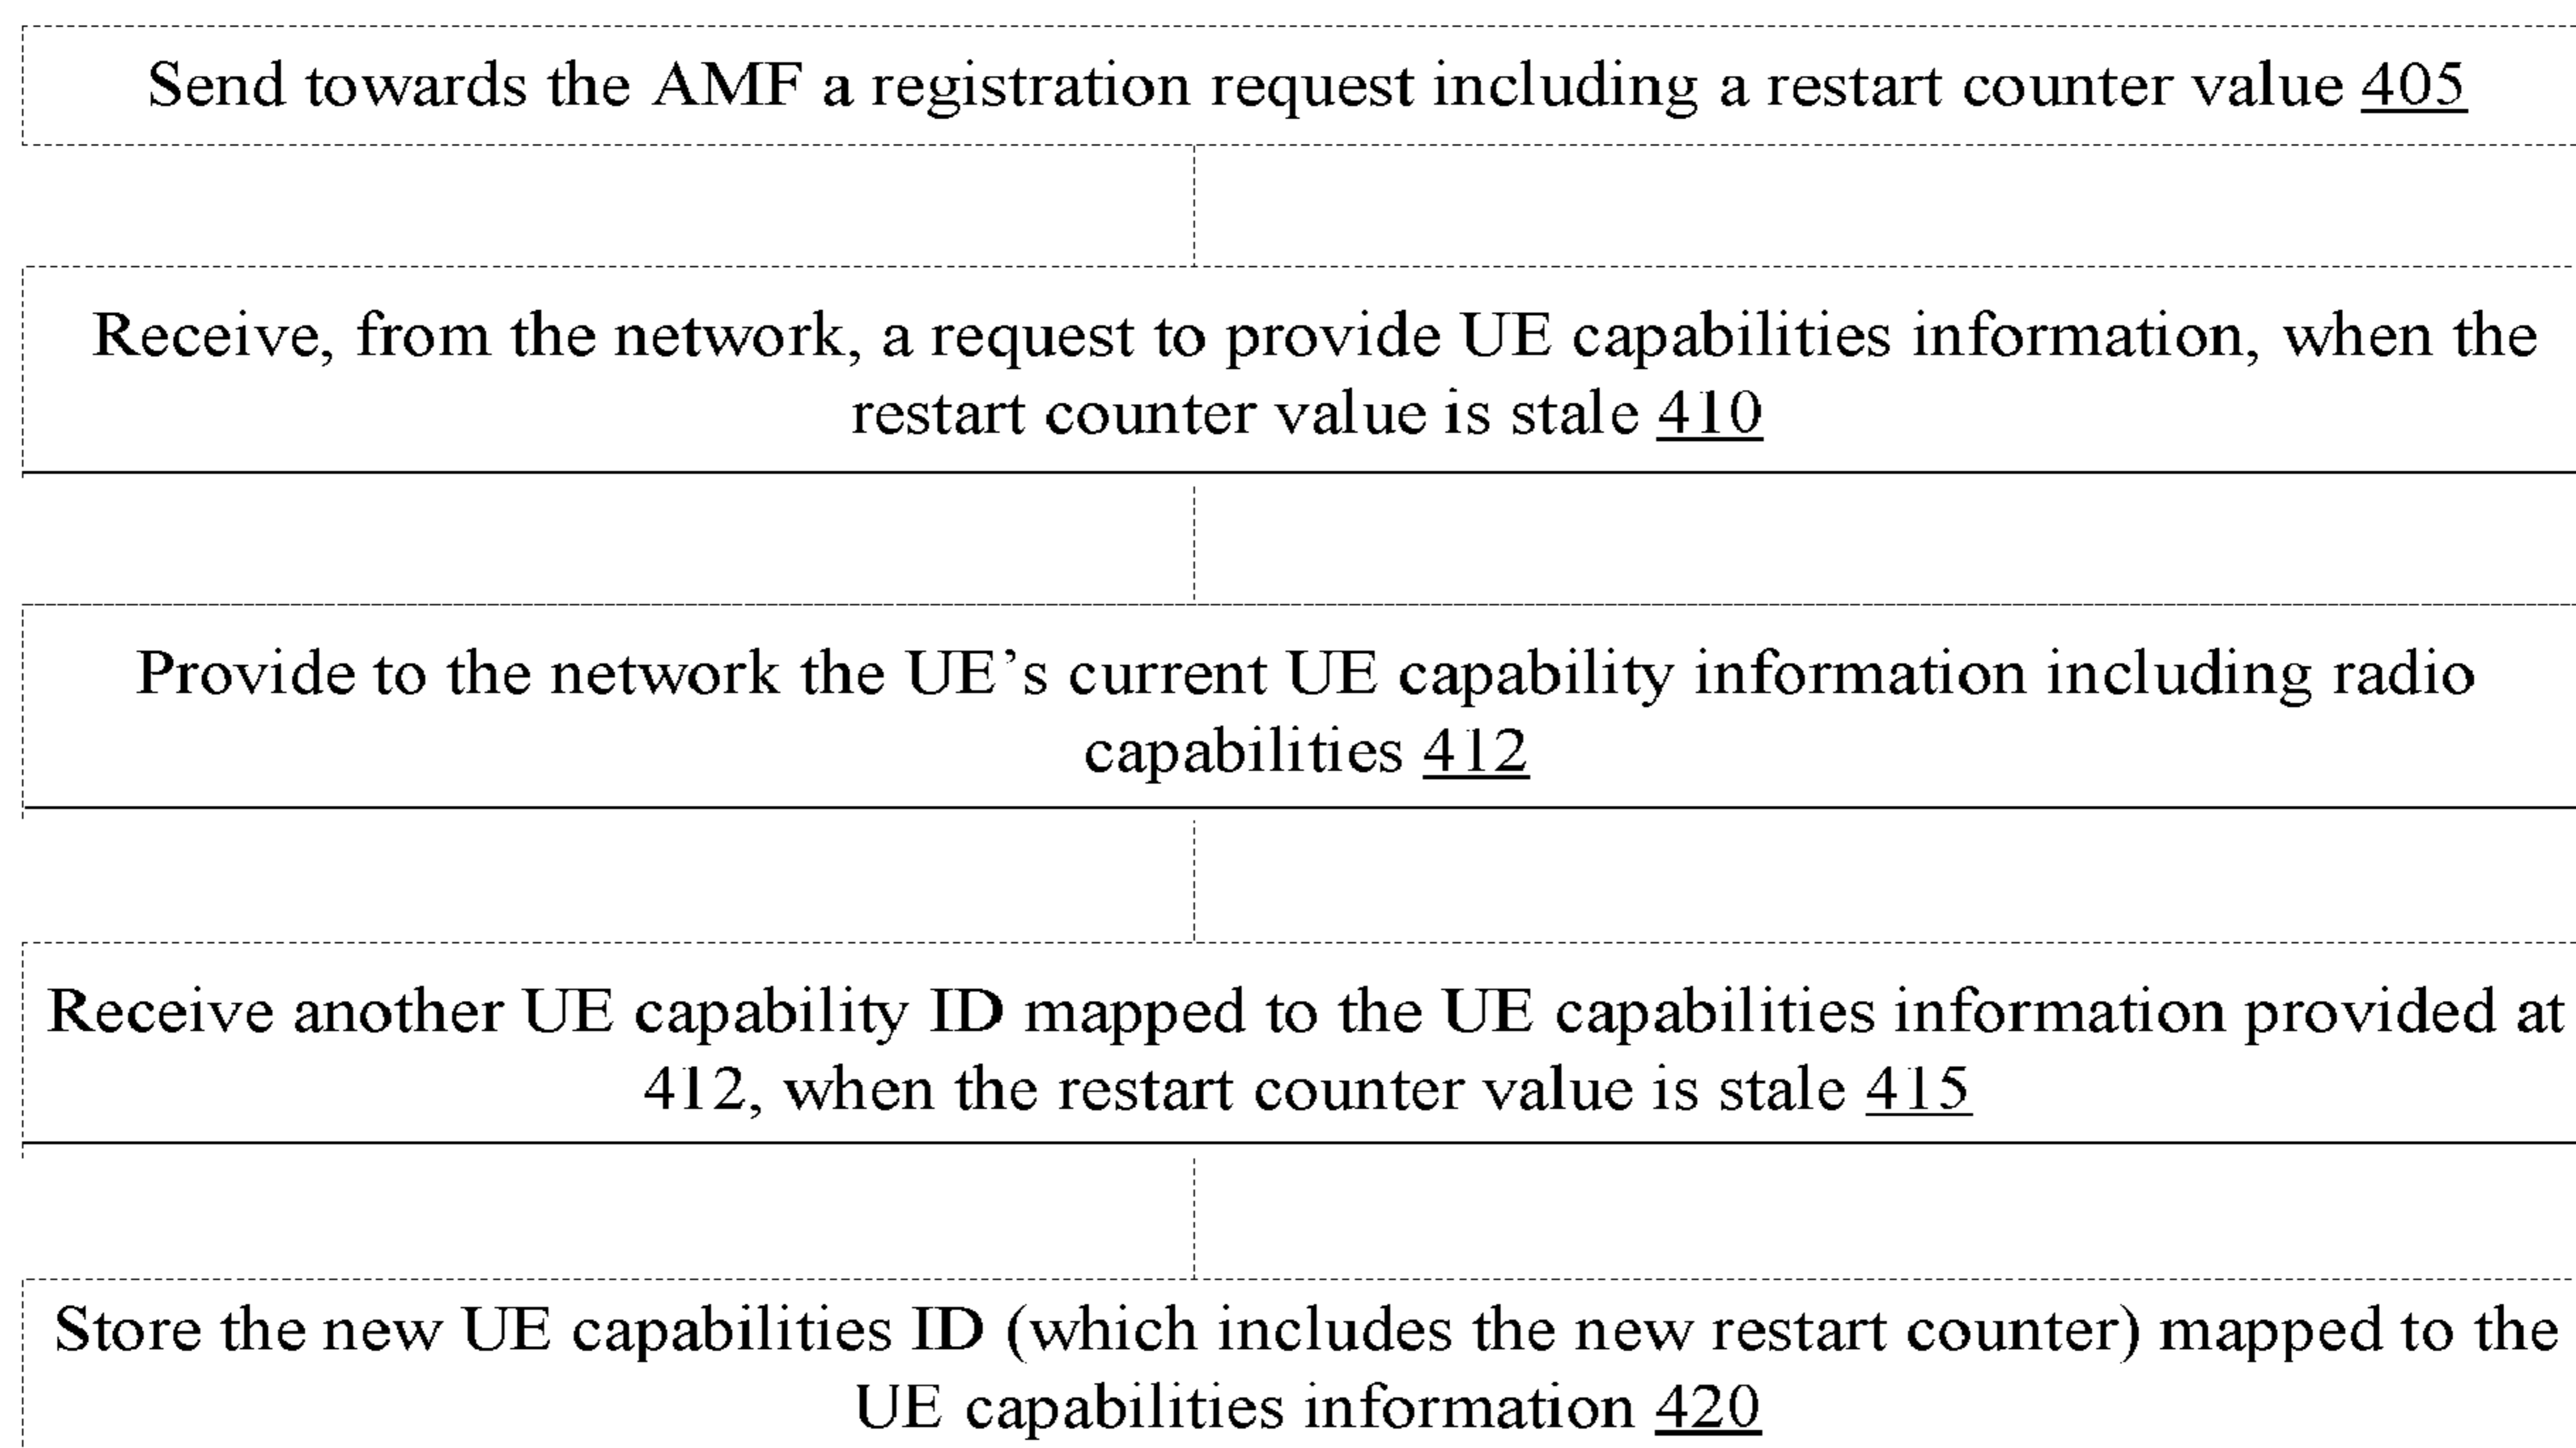 Send towards the AMF a registration request including a restart counter value 405
Receive, from the network, a request to provide UE capabilities information, when the
restart counter value is stale 410
Provide to the network the UE’s current UE capability information including radio
capabilities 412
Receive another UE capability ID mapped to the UE capabilities information provided at
412, when the restart counter value is stale 415
Store the new UE capabilities ID (which includes the new restart counter) mapped to the
UE capabilities information 420